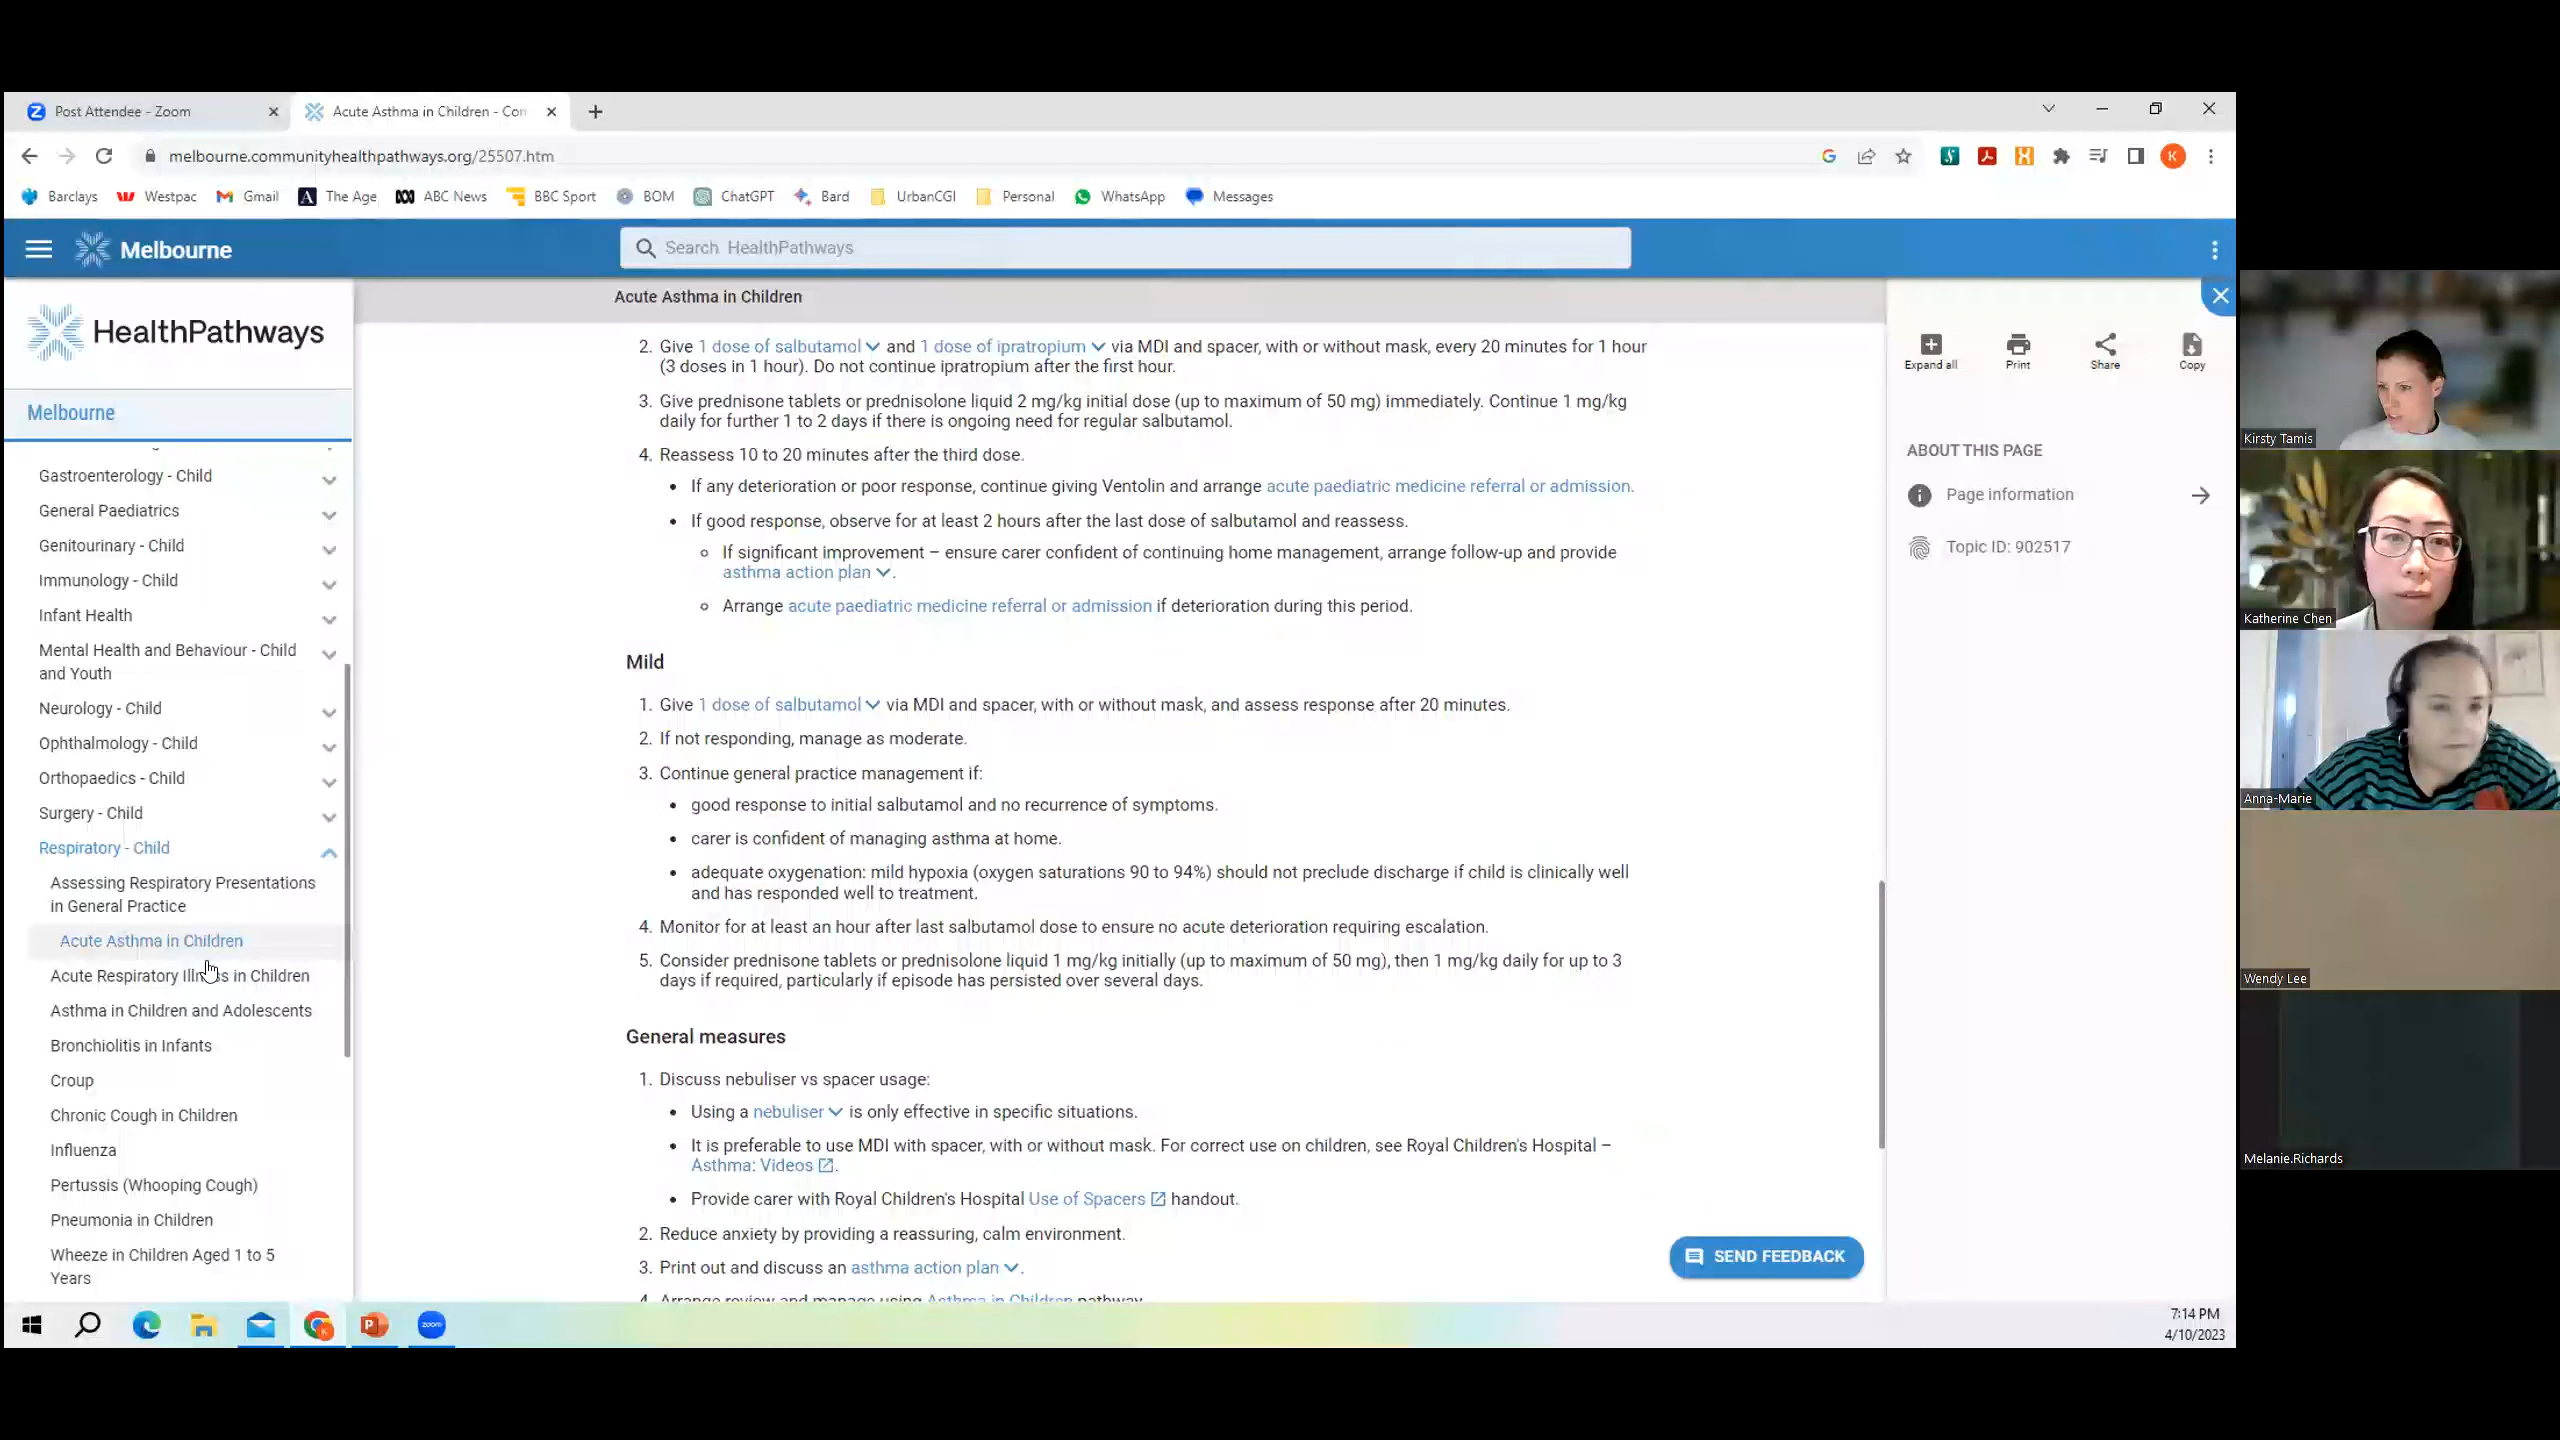 Post Attendee - Zoom
Acute Asthma in Children - Con
melbourne.communityhealthpathways.org/25507.htm
K
Barclays
Westpac
Gmail
The Age
ABC News
BBC Sport
BOM
ChatGPT
Bard
UrbanCGI
Personal
WhatsApp
Messages
Melbourne
Search HealthPathways
HealthPathways
Melbourne
Gastroenterology - Child
General Paediatrics
Genitourinary - Child
Immunology - Child
Infant Health
Mental Health and Behaviour - Child
and Youth
Neurology - Child
Ophthalmology - Child
Orthopaedics - Child
Surgery - Child
Respiratory - Child
Assessing Respiratory Presentations
in General Practice
Acute Asthma in Children
Acute Respiratory Illness in Children
Asthma in Children and Adolescents
Bronchiolitis in Infants
Croup
Chronic Cough in Children
Influenza
Pertussis (Whooping Cough)
Pneumonia in Children
Wheeze in Children Aged 1 to 5
Years
Acute Asthma in Children
2. Give 1 dose of salbutamol and 1 dose of ipratropium via MDI and spacer, with or without mask, every 20 minutes for 1 hour
(3 doses in 1 hour). Do not continue ipratropium after the first hour.
3. Give prednisone tablets or prednisolone liquid 2 mg/kg initial dose (up to maximum of 50 mg) immediately. Continue 1 mg/kg
daily for further 1 to 2 days if there is ongoing need for regular salbutamol.
4. Reassess 10 to 20 minutes after the third dose.
• If any deterioration or poor response, continue giving Ventolin and arrange acute paediatric medicine referral or admission.
• If good response, observe for at least 2 hours after the last dose of salbutamol and reassess.
○ If significant improvement – ensure carer confident of continuing home management, arrange follow-up and provide
asthma action plan .
○ Arrange acute paediatric medicine referral or admission if deterioration during this period.
Mild
1. Give 1 dose of salbutamol via MDI and spacer, with or without mask, and assess response after 20 minutes.
2. If not responding, manage as moderate.
3. Continue general practice management if:
• good response to initial salbutamol and no recurrence of symptoms.
• carer is confident of managing asthma at home.
• adequate oxygenation: mild hypoxia (oxygen saturations 90 to 94%) should not preclude discharge if child is clinically well
and has responded well to treatment.
4. Monitor for at least an hour after last salbutamol dose to ensure no acute deterioration requiring escalation.
5. Consider prednisone tablets or prednisolone liquid 1 mg/kg initially (up to maximum of 50 mg), then 1 mg/kg daily for up to 3
days if required, particularly if episode has persisted over several days.
General measures
1. Discuss nebuliser vs spacer usage:
• Using a nebuliser is only effective in specific situations.
• It is preferable to use MDI with spacer, with or without mask. For correct use on children, see Royal Children's Hospital –
Asthma: Videos .
• Provide carer with Royal Children's Hospital Use of Spacers handout.
2. Reduce anxiety by providing a reassuring, calm environment.
3. Print out and discuss an asthma action plan .
4. Arrange review and manage using Asthma in Children pathway
SEND FEEDBACK
Expand all
Print
Share
Copy
ABOUT THIS PAGE
Page information
Topic ID: 902517
zoom
7:14 PM
4/10/2023
Kirsty Tamis
Katherine Chen
Anna-Marie
Wendy Lee
Melanie.Richards